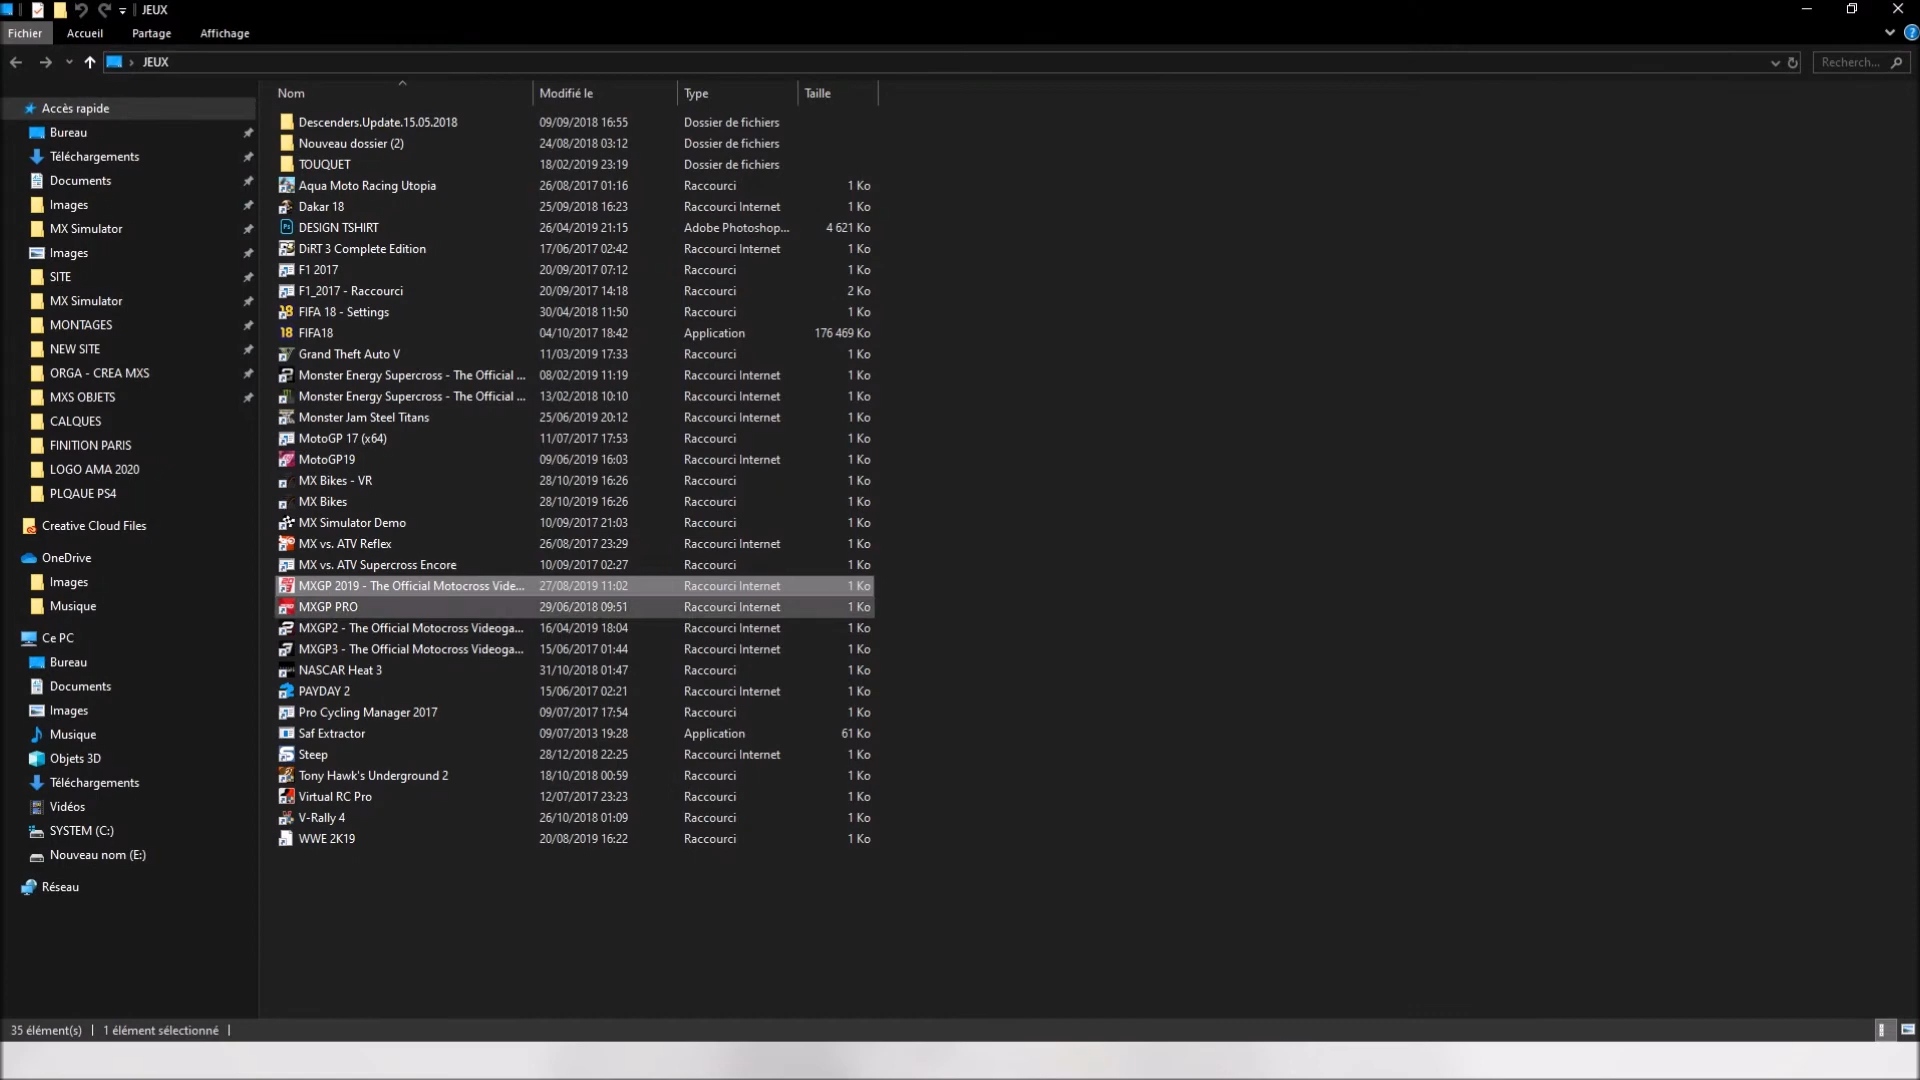 JEUX
Fichier Accueil Partage Affichage
JEUX Recherch...
Nom Modifié le Type Taille
Accès rapide
Bureau
Téléchargements
Documents
Images
MX Simulator
Images
SITE
MX Simulator
MONTAGES
NEW SITE
ORGA - CREA MXS
MXS OBJETS
CALQUES
FINITION PARIS
LOGO AMA 2020
PLQAUE PS4
Creative Cloud Files
OneDrive
Images
Musique
Ce PC
Bureau
Documents
Images
Musique
Objets 3D
Téléchargements
Vidéos
SYSTEM (C:)
Nouveau nom (E:)
Réseau
Descenders.Update.15.05.2018 09/09/2018 16:55 Dossier de fichiers
Nouveau dossier (2) 24/08/2018 03:12 Dossier de fichiers
TOUQUET 18/02/2019 23:19 Dossier de fichiers
Aqua Moto Racing Utopia 26/08/2017 01:16 Raccourci 1 Ko
Dakar 18 25/09/2018 16:23 Raccourci Internet 1 Ko
DESIGN TSHIRT 26/04/2019 21:15 Adobe Photoshop... 4 621 Ko
DiRT 3 Complete Edition 17/06/2017 02:42 Raccourci Internet 1 Ko
F1 2017 20/09/2017 07:12 Raccourci 1 Ko
F1_2017 - Raccourci 20/09/2017 14:18 Raccourci 2 Ko
FIFA 18 - Settings 30/04/2018 11:50 Raccourci 1 Ko
FIFA18 04/10/2017 18:42 Application 176 469 Ko
Grand Theft Auto V 11/03/2019 17:33 Raccourci 1 Ko
Monster Energy Supercross - The Official ... 08/02/2019 11:19 Raccourci Internet 1 Ko
Monster Energy Supercross - The Official ... 13/02/2018 10:10 Raccourci Internet 1 Ko
Monster Jam Steel Titans 25/06/2019 20:12 Raccourci Internet 1 Ko
MotoGP 17 (x64) 11/07/2017 17:53 Raccourci 1 Ko
MotoGP19 09/06/2019 16:03 Raccourci Internet 1 Ko
MX Bikes - VR 28/10/2019 16:26 Raccourci 1 Ko
MX Bikes 28/10/2019 16:26 Raccourci 1 Ko
MX Simulator Demo 10/09/2017 21:03 Raccourci 1 Ko
MX vs. ATV Reflex 26/08/2017 23:29 Raccourci Internet 1 Ko
MX vs. ATV Supercross Encore 10/09/2017 02:27 Raccourci 1 Ko
MXGP 2019 - The Official Motocross Vide... 27/08/2019 11:02 Raccourci Internet 1 Ko
MXGP PRO 29/06/2018 09:51 Raccourci Internet 1 Ko
MXGP2 - The Official Motocross Videoga... 16/04/2019 18:04 Raccourci Internet 1 Ko
MXGP3 - The Official Motocross Videoga... 15/06/2017 01:44 Raccourci Internet 1 Ko
NASCAR Heat 3 31/10/2018 01:47 Raccourci 1 Ko
PAYDAY 2 15/06/2017 02:21 Raccourci Internet 1 Ko
Pro Cycling Manager 2017 09/07/2017 17:54 Raccourci 1 Ko
Saf Extractor 09/07/2013 19:28 Application 61 Ko
Steep 28/12/2018 22:25 Raccourci Internet 1 Ko
Tony Hawk's Underground 2 18/10/2018 00:59 Raccourci 1 Ko
Virtual RC Pro 12/07/2017 23:23 Raccourci 1 Ko
V-Rally 4 26/10/2018 01:09 Raccourci 1 Ko
WWE 2K19 20/08/2019 16:22 Raccourci 1 Ko
35 élément(s) 1 élément sélectionné